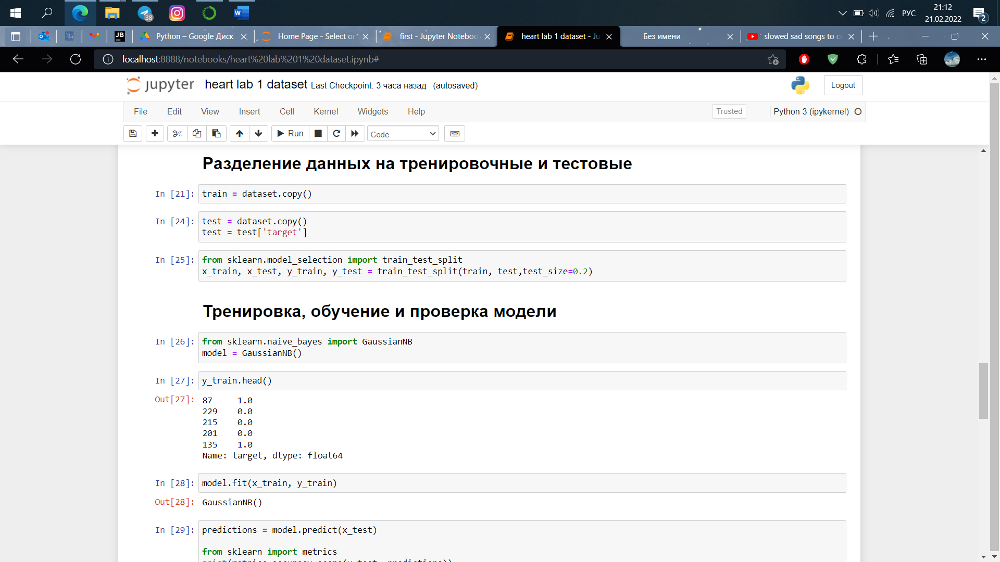 38
W
РУС
21:12
21.02.2022
2
JB
Python – Google Диск
Home Page - Select or
first - Jupyter Noteboo
heart lab 1 dataset - Ju
Без имени
slowed sad songs to cr
localhost:8888/notebooks/heart%20lab%201%20dataset.ipynb#
jupyter heart lab 1 dataset Last Checkpoint: 3 часа назад (autosaved)
Logout
File Edit View Insert Cell Kernel Widgets Help
Trusted
Python 3 (ipykernel)
Run
Code
Разделение данных на тренировочные и тестовые
In [21]: train = dataset.copy()
In [24]: test = dataset.copy()
test = test['target']
In [25]: from sklearn.model_selection import train_test_split
x_train, x_test, y_train, y_test = train_test_split(train, test,test_size=0.2)
Тренировка, обучение и проверка модели
In [26]: from sklearn.naive_bayes import GaussianNB
model = GaussianNB()
In [27]: y_train.head()
Out[27]: 87 1.0
229 0.0
215 0.0
201 0.0
135 1.0
Name: target, dtype: float64
In [28]: model.fit(x_train, y_train)
Out[28]: GaussianNB()
In [29]: predictions = model.predict(x_test)
from sklearn import metrics
print(metrics.accuracy_score(y_test, predictions))